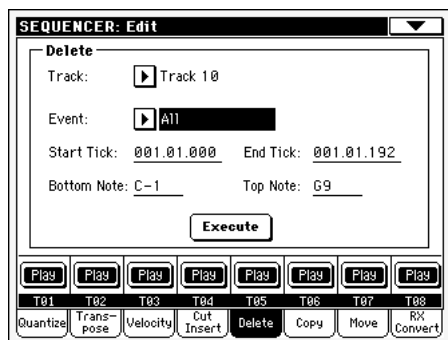 SEQUENCER: Edit
Delete
Track: Track 10
Event: All
Start Tick: 001.01.000 End Tick: 001.01.192
Bottom Note: C-1 Top Note: G9
Execute
Play Play Play Play Play Play Play Play
T01 T02 T03 T04 T05 T06 T07 T08
Quantize Trans-pose Velocity Cut Insert Delete Copy Move RX Convert